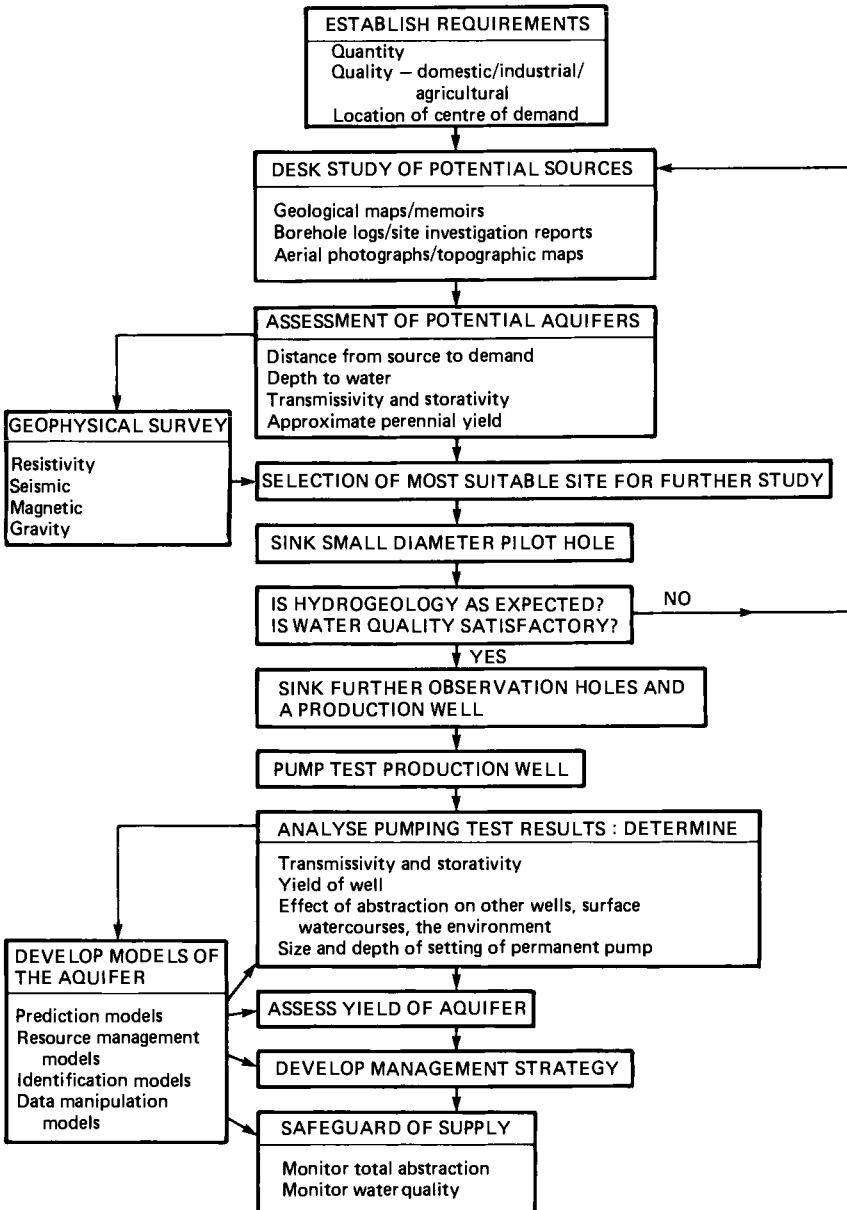 ESTABLISH REQUIREMENTS
Quantity
Quality – domestic/industrial/
agricultural
Location of centre of demand
DESK STUDY OF POTENTIAL SOURCES
Geological maps/memoirs
Borehole logs/site investigation reports
Aerial photographs/topographic maps
ASSESSMENT OF POTENTIAL AQUIFERS
Distance from source to demand
Depth to water
Transmissivity and storativity
Approximate perennial yield
GEOPHYSICAL SURVEY
Resistivity
Seismic
Magnetic
Gravity
SELECTION OF MOST SUITABLE SITE FOR FURTHER STUDY
SINK SMALL DIAMETER PILOT HOLE
IS HYDROGEOLOGY AS EXPECTED?
IS WATER QUALITY SATISFACTORY?
NO
YES
SINK FURTHER OBSERVATION HOLES AND
A PRODUCTION WELL
PUMP TEST PRODUCTION WELL
ANALYSE PUMPING TEST RESULTS : DETERMINE
Transmissivity and storativity
Yield of well
Effect of abstraction on other wells, surface
watercourses, the environment
Size and depth of setting of permanent pump
DEVELOP MODELS OF
THE AQUIFER
Prediction models
Resource management
models
Identification models
Data manipulation
models
ASSESS YIELD OF AQUIFER
DEVELOP MANAGEMENT STRATEGY
SAFEGUARD OF SUPPLY
Monitor total abstraction
Monitor water quality